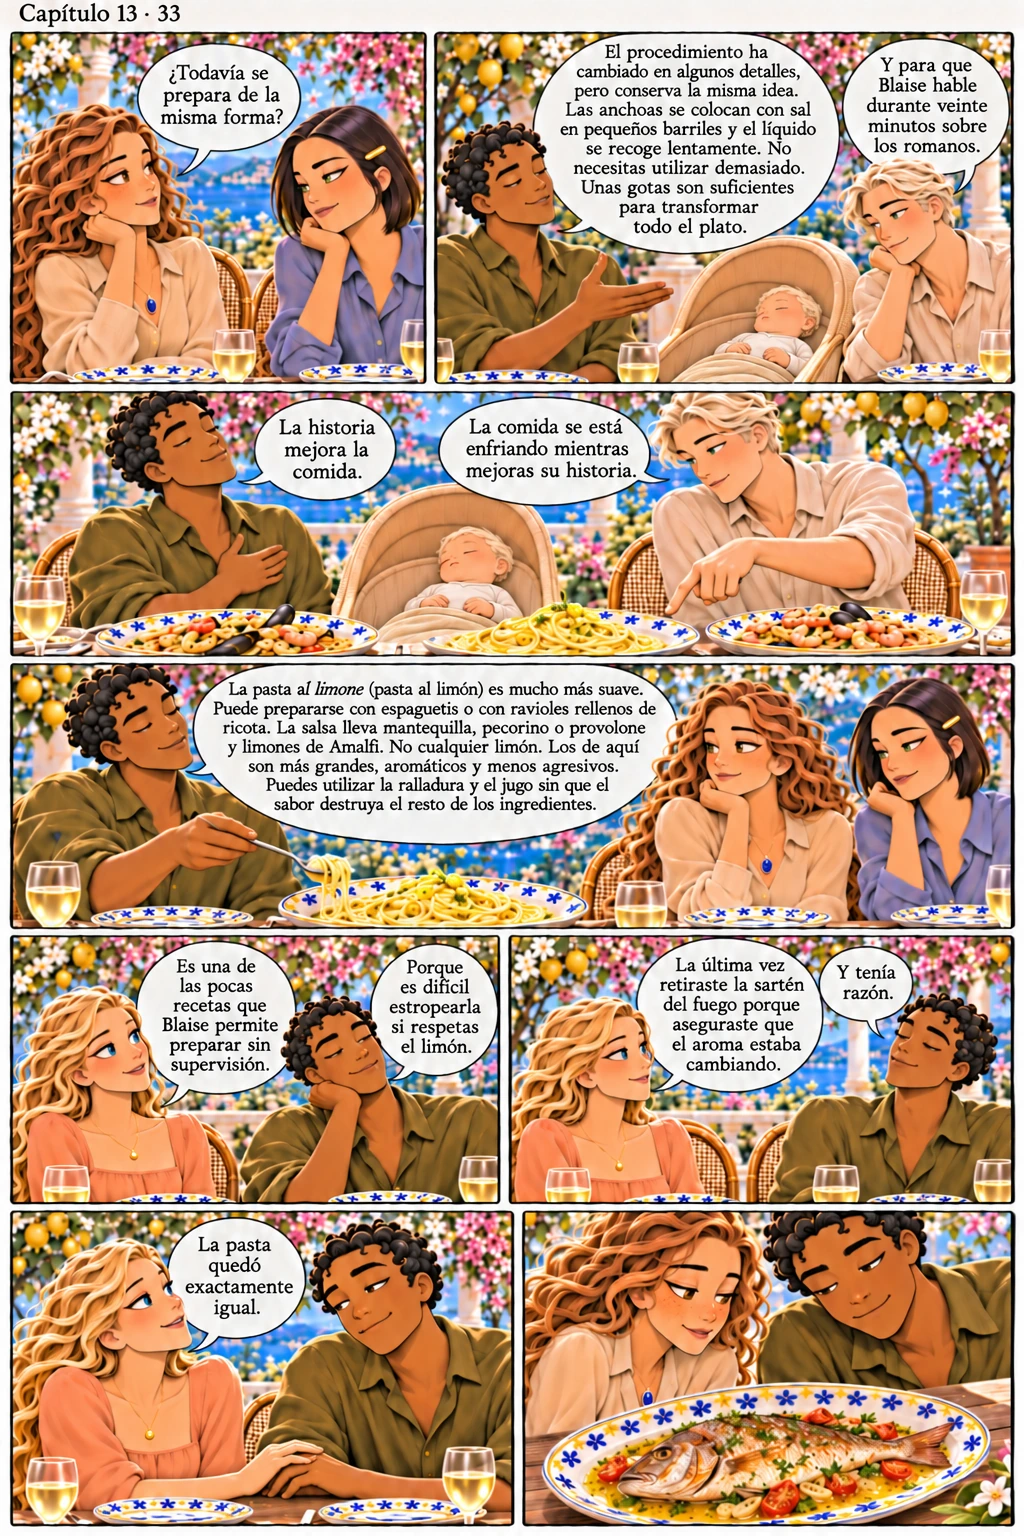 Capítulo 13 · 33
¿Todavía se
prepara de la
misma forma?
El procedimiento ha
cambiado en algunos detalles,
pero conserva la misma idea.
Las anchoas se colocan con sal
en pequeños barriles y el líquido
se recoge lentamente. No
necesitas utilizar demasiado.
Unas gotas son suficientes
para transformar
todo el plato.
Y para que
Blaise hable
durante veinte
minutos sobre
los romanos.
La historia
mejora la
comida.
La comida se está
enfriando mientras
mejoras su historia.
La pasta al limone (pasta al limón) es mucho más suave.
Puede prepararse con espaguetis o con ravioles rellenos de
ricota. La salsa lleva mantequilla, pecorino o provolone
y limones de Amalfi. No cualquier limón. Los de aquí
son más grandes, aromáticos y menos agresivos.
Puedes utilizar la ralladura y el jugo sin que el
sabor destruya el resto de los ingredientes.
Es una de
las pocas
recetas que
Blaise permite
preparar sin
supervisión.
Porque
es difícil
estropearla
si respetas
el limón.
La última vez
retiraste la sartén
del fuego porque
aseguraste que
el aroma estaba
cambiando.
Y tenía
razón.
La pasta
quedó
exactamente
igual.